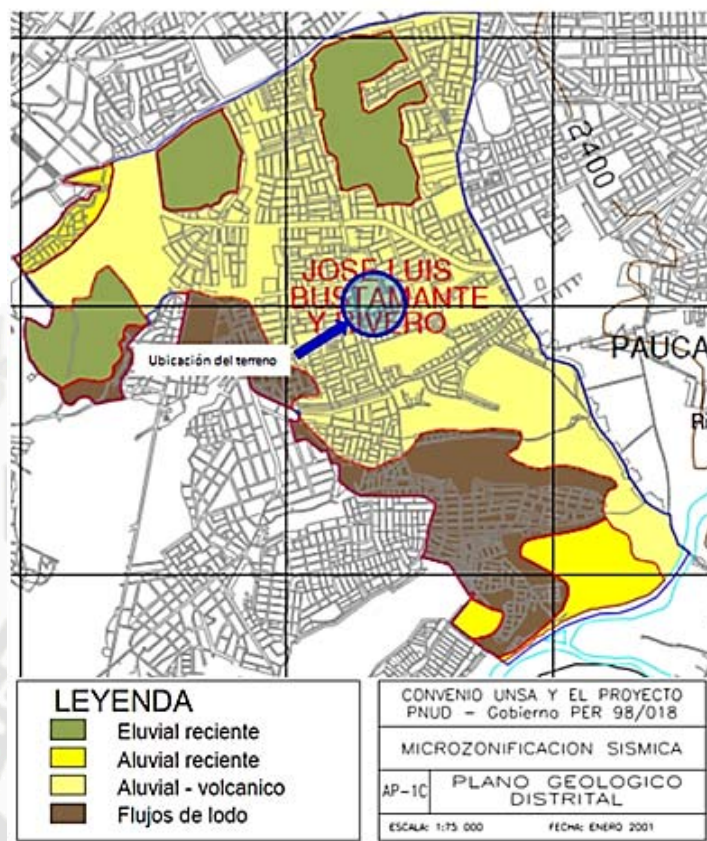 2400
JOSE LUIS
BUSTAMANTE
Y RIVERO
Ubicación del terreno
PAUCA
LEYENDA
Eluvial reciente
Aluvial reciente
Aluvial - volcanico
Flujos de lodo
CONVENIO UNSA Y EL PROYECTO
PNUD - Gobierno PER 98/018
MICROZONIFICACION SISMICA
AP-1C
PLANO GEOLOGICO
DISTRITAL
ESCALA: 1:75 000
FECHA: ENERO 2001